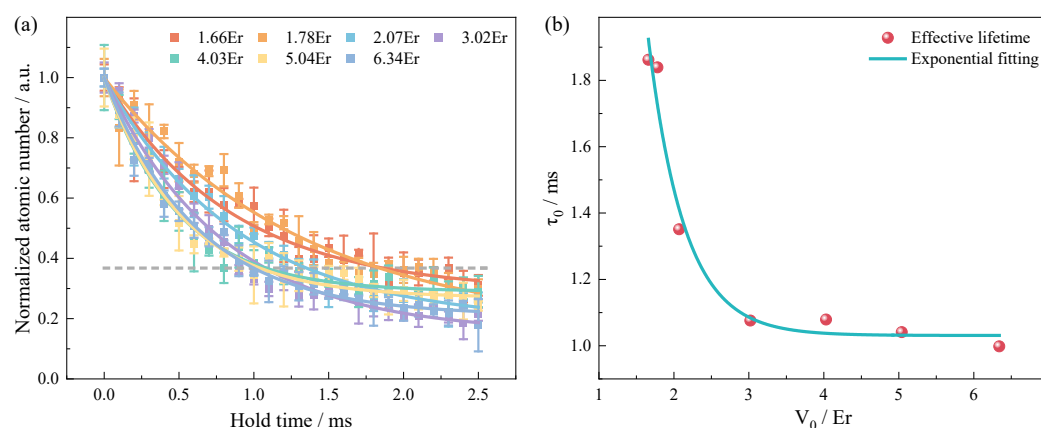 (a)
1.66Er 1.78Er 2.07Er 3.02Er
4.03Er 5.04Er 6.34Er
Normalized atomic number / a.u.
1.0
0.8
0.6
0.4
0.2
0.0
0.0 0.5 1.0 1.5 2.0 2.5
Hold time / ms
(b)
Effective lifetime
Exponential fitting
τ₀ / ms
1.8
1.6
1.4
1.2
1.0
1 2 3 4 5 6
V₀ / Er